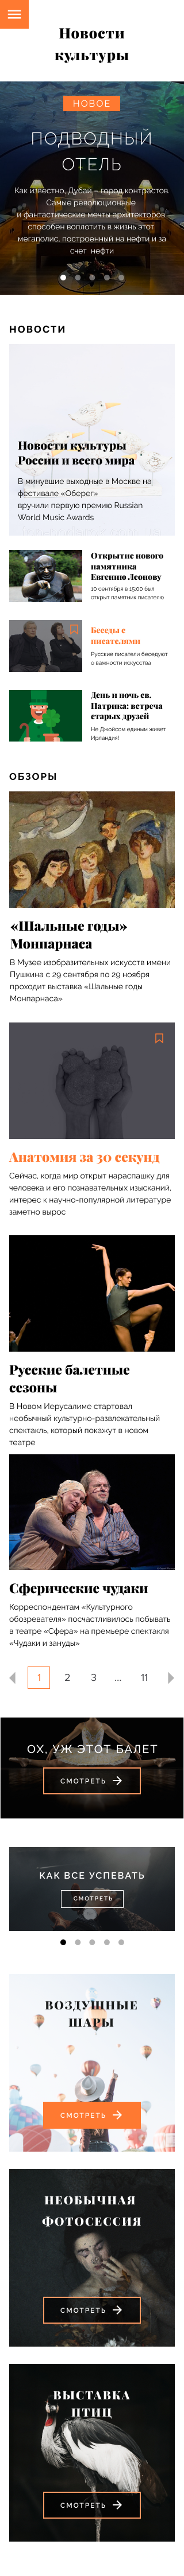 Новости
культуры
НОВОЕ
ПОДВОДНЫЙ
ОТЕЛЬ
Как известно, Дубаи – город контрастов.
Самые революционные
и фантастические мечты архитекторов
способен воплотить в жизнь этот
мегаполис, построенный на нефти и за
счет нефти
НОВОСТИ
Новости культуры
России и всего мира
В минувшие выходные в Москве на
фестивале «Оберег»
вручили первую премию Russian
World Music Awards
Открытие нового
памятника
Евгению Леонову
10 сентября в 15:00 был
открыт памятник писателю
Беседы с
писателями
Русские писатели беседуют
о важности искусства
День и ночь св.
Патрика: встреча
старых друзей
Не Джойсом единым живет
Ирландия!
ОБЗОРЫ
«Шальные годы»
Монпарнаса
В Музее изобразительных искусств имени
Пушкина с 29 сентября по 29 ноября
проходит выставка «Шальные годы
Монпарнаса»
Анатомия за 30 секунд
Сейчас, когда мир открыт нараспашку для
человека и его познавательных изысканий,
интерес к научно-популярной литературе
заметно вырос
Русские балетные
сезоны
В Новом Иерусалиме стартовал
необычный культурно-развлекательный
спектакль, который покажут в новом
театре
Сферические чудаки
Корреспондентам «Культурного
обозревателя» посчастливилось побывать
в театре «Сфера» на премьере спектакля
«Чудаки и зануды»
1 2 3 ... 11
ОХ, УЖ ЭТОТ БАЛЕТ
СМОТРЕТЬ
КАК ВСЕ УСПЕВАТЬ
СМОТРЕТЬ
ВОЗДУШНЫЕ
ШАРЫ
СМОТРЕТЬ
НЕОБЫЧНАЯ
ФОТОСЕССИЯ
СМОТРЕТЬ
ВЫСТАВКА
ПТИЦ
СМОТРЕТЬ